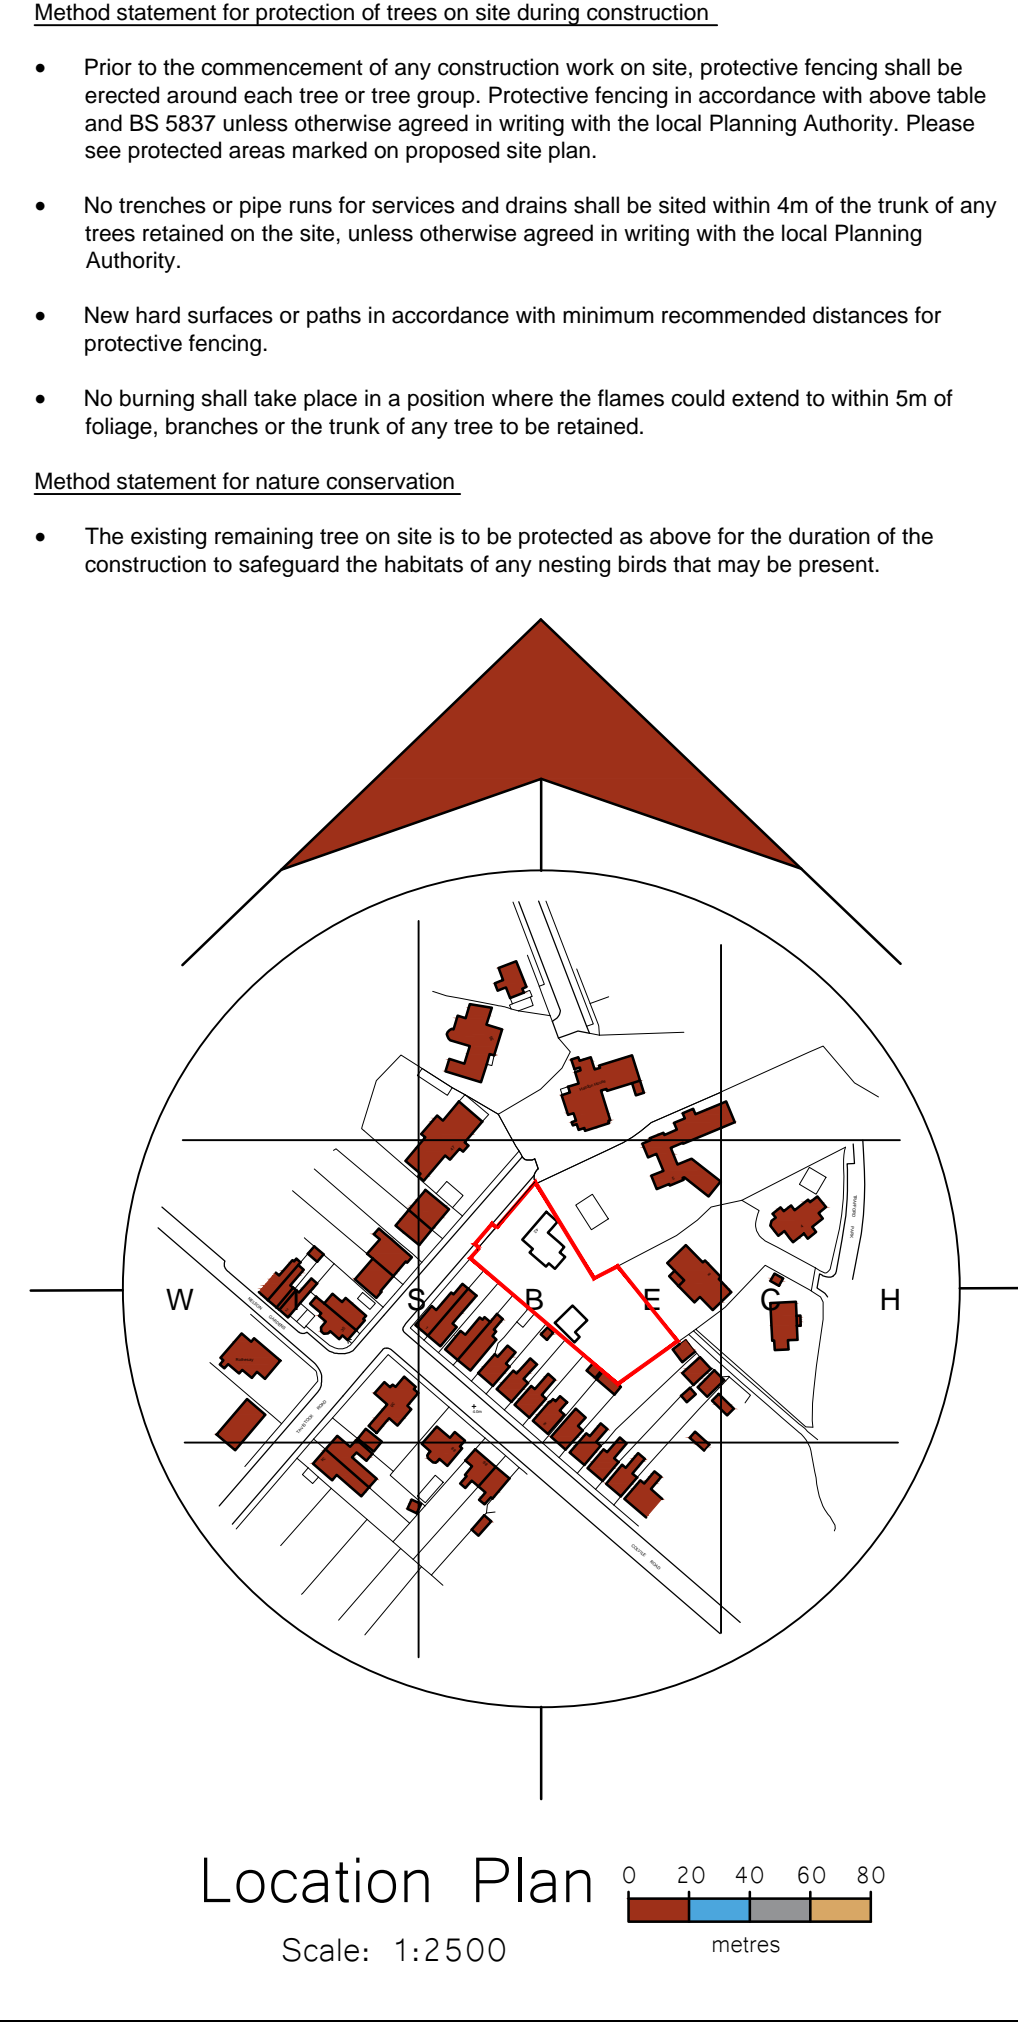 Method statement for protection of trees on site during construction
• Prior to the commencement of any construction work on site, protective fencing shall be
erected around each tree or tree group. Protective fencing in accordance with above table
and BS 5837 unless otherwise agreed in writing with the local Planning Authority. Please
see protected areas marked on proposed site plan.
• No trenches or pipe runs for services and drains shall be sited within 4m of the trunk of any
trees retained on the site, unless otherwise agreed in writing with the local Planning
Authority.
• New hard surfaces or paths in accordance with minimum recommended distances for
protective fencing.
• No burning shall take place in a position where the flames could extend to within 5m of
foliage, branches or the trunk of any tree to be retained.
Method statement for nature conservation
• The existing remaining tree on site is to be protected as above for the duration of the
construction to safeguard the habitats of any nesting birds that may be present.
W S B E C H
TAVISTOCK ROAD
COLVILE ROAD
Location Plan
Scale: 1:2500
0 20 40 60 80
metres